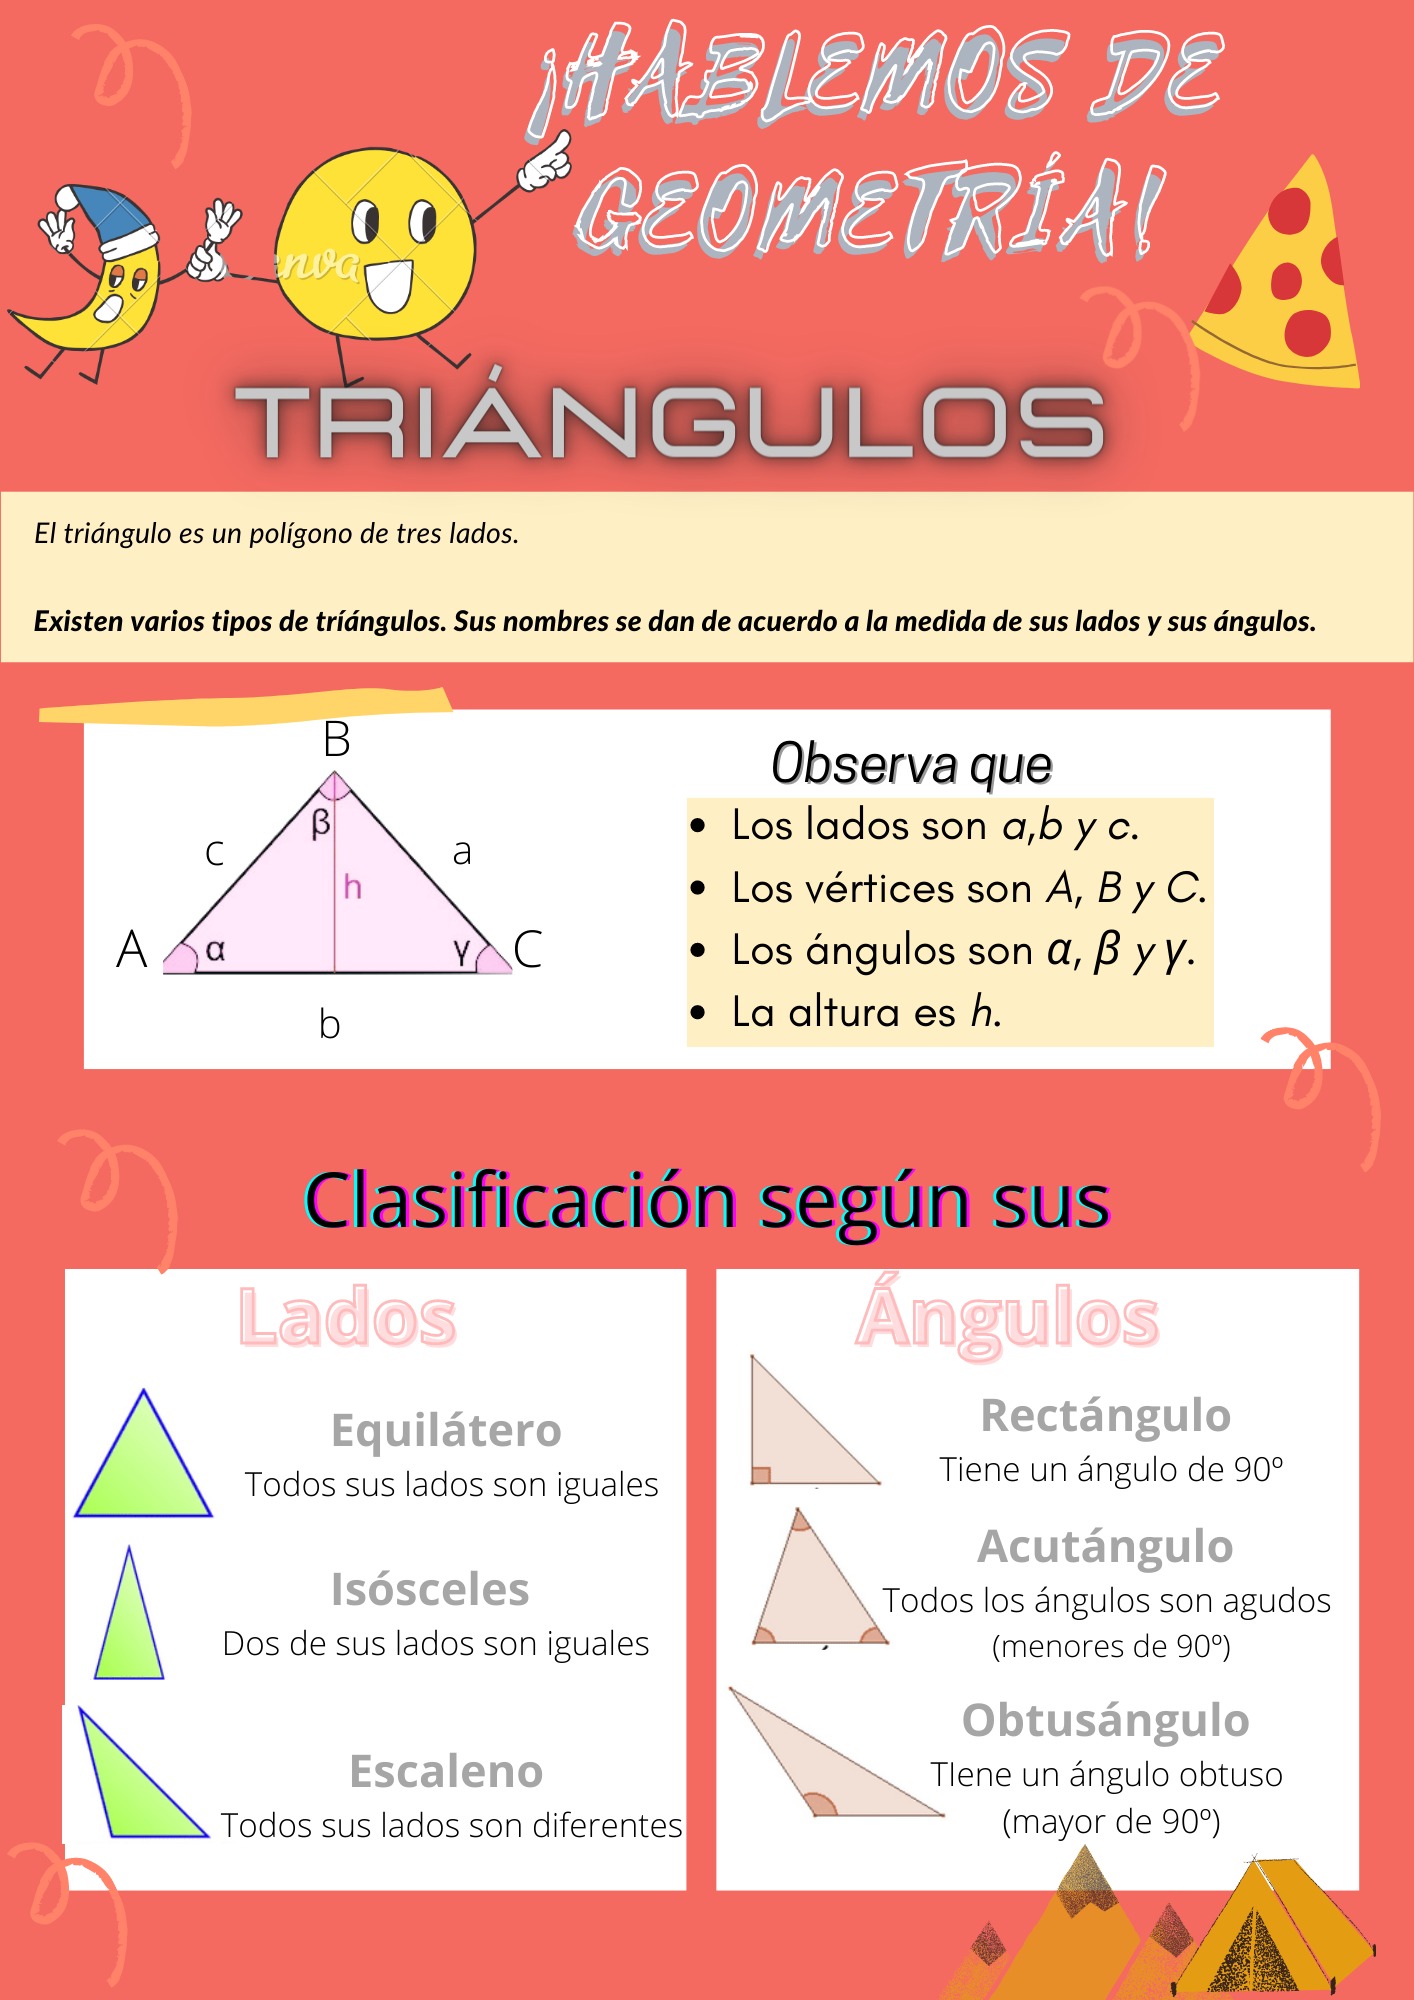 ¡HABLEMOS DE
GEOMETRÍA!
nva
TRIÁNGULOS
El triángulo es un polígono de tres lados.
Existen varios tipos de tríángulos. Sus nombres se dan de acuerdo a la medida de sus lados y sus ángulos.
B
β
c
a
h
A
α
γ
C
b
Observa que
• Los lados son a,b y c.
• Los vértices son A, B y C.
• Los ángulos son α, β y γ.
• La altura es h.
Clasificación según sus
Lados
Equilátero
Todos sus lados son iguales
Isósceles
Dos de sus lados son iguales
Escaleno
Todos sus lados son diferentes
Ángulos
Rectángulo
Tiene un ángulo de 90º
Acutángulo
Todos los ángulos son agudos
(menores de 90º)
Obtusángulo
TIene un ángulo obtuso
(mayor de 90º)